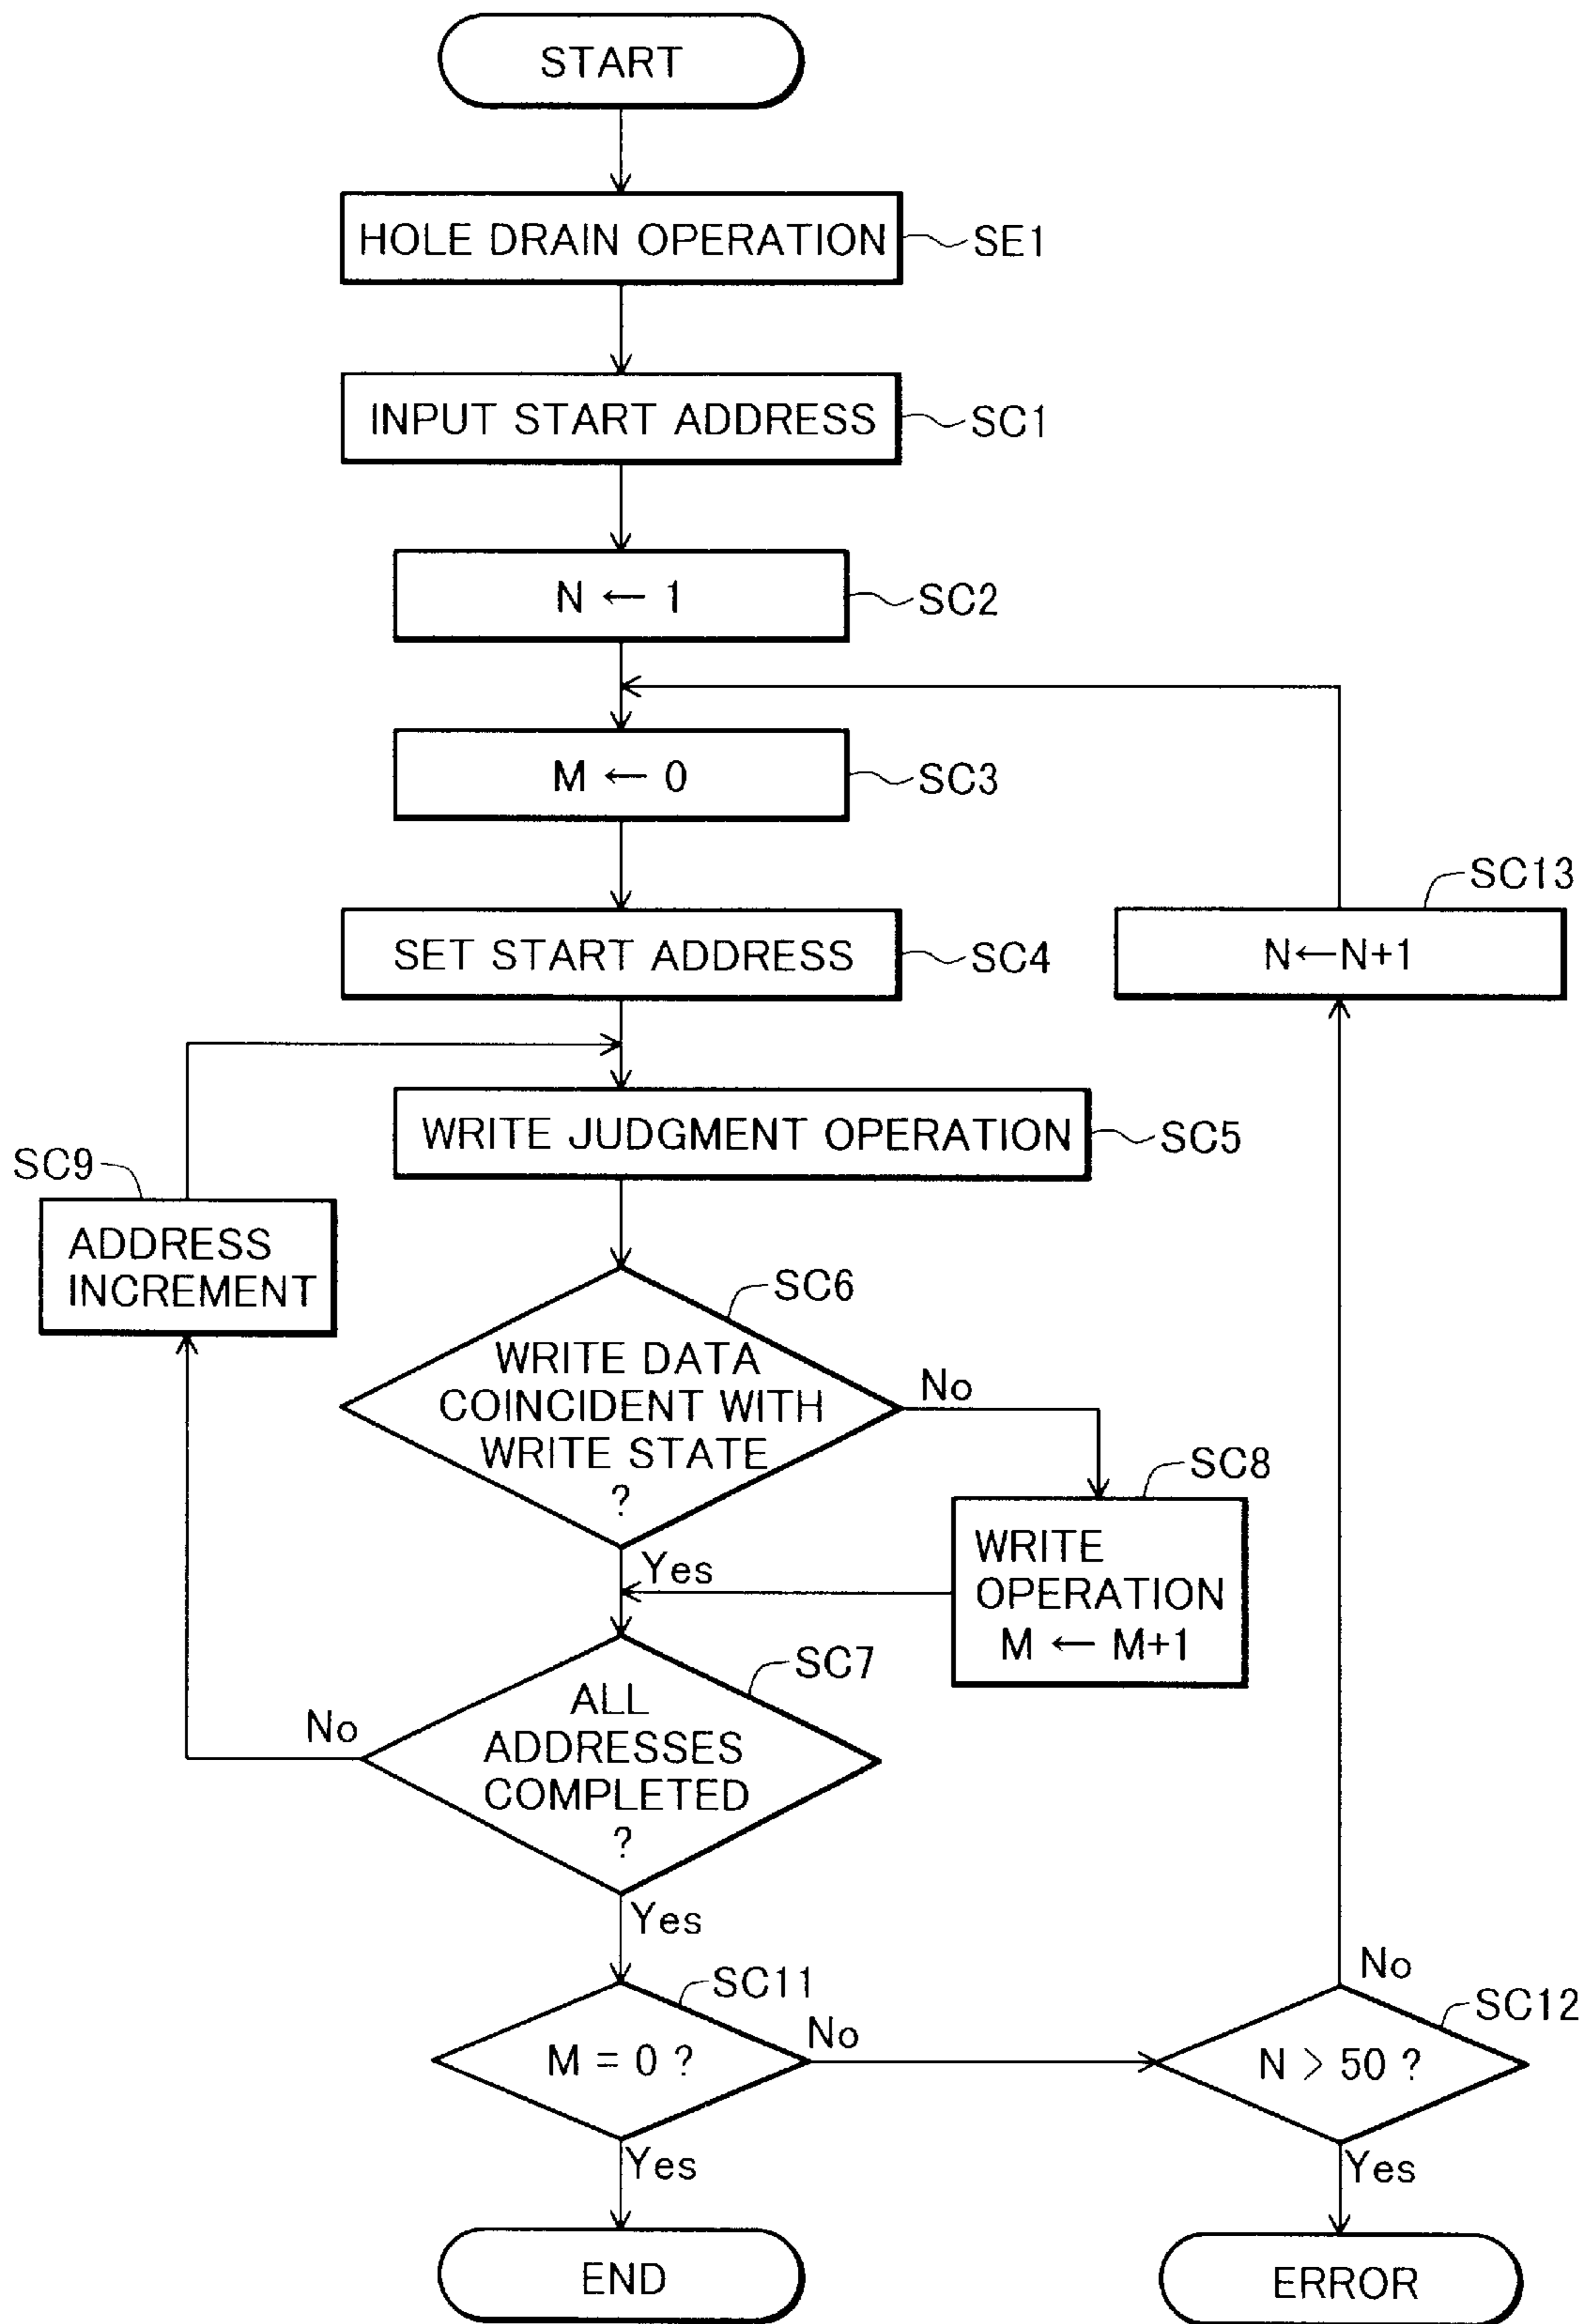 START
HOLE DRAIN OPERATION
SE1
INPUT START ADDRESS
SC1
N ← 1
SC2
M ← 0
SC3
SC13
SET START ADDRESS
SC4
N←N+1
WRITE JUDGMENT OPERATION
SC5
SC9
ADDRESS
INCREMENT
SC6
WRITE DATA
COINCIDENT WITH
WRITE STATE
?
No
SC8
WRITE
OPERATION
M ← M+1
Yes
SC7
ALL
ADDRESSES
COMPLETED
?
No
Yes
SC11
M = 0 ?
No
No
SC12
N > 50 ?
Yes
Yes
END
ERROR